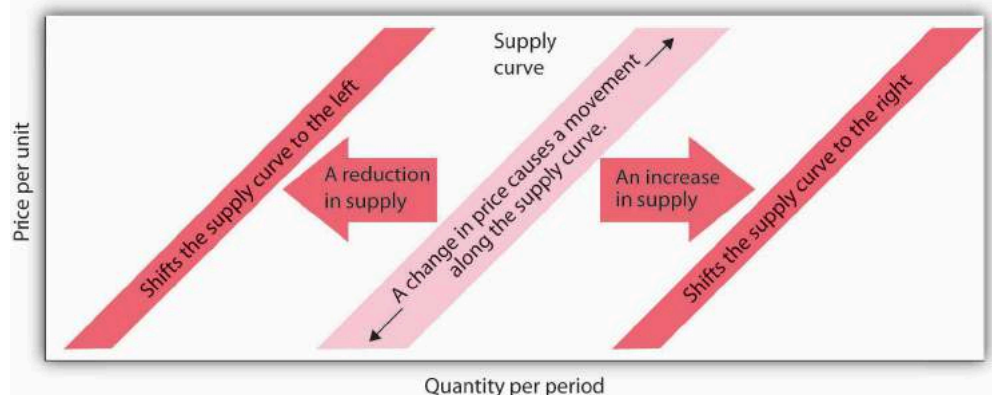 Supply
curve
Shifts the supply curve to the left
A reduction
in supply
A change in price causes a movement
along the supply curve.
An increase
in supply
Shifts the supply curve to the right
Price per unit
Quantity per period